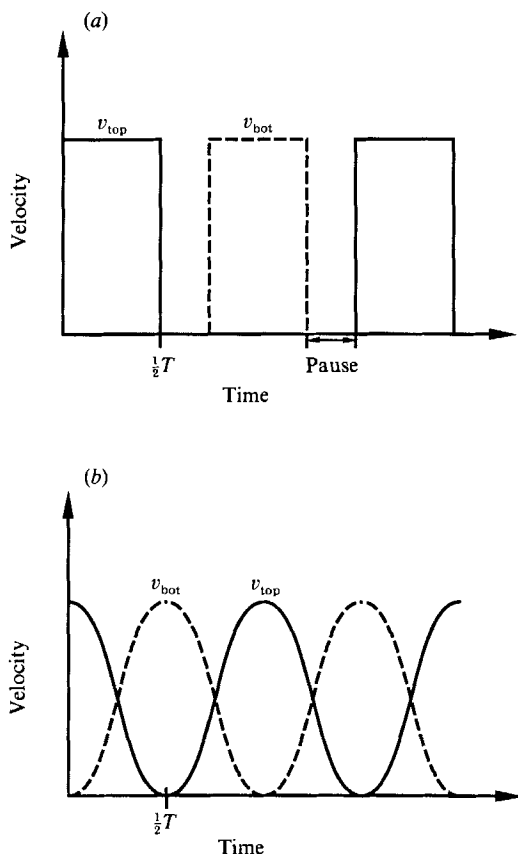 (a)
v_top
v_bot
Velocity
½T
Pause
Time
(b)
v_bot
v_top
Velocity
½T
Time